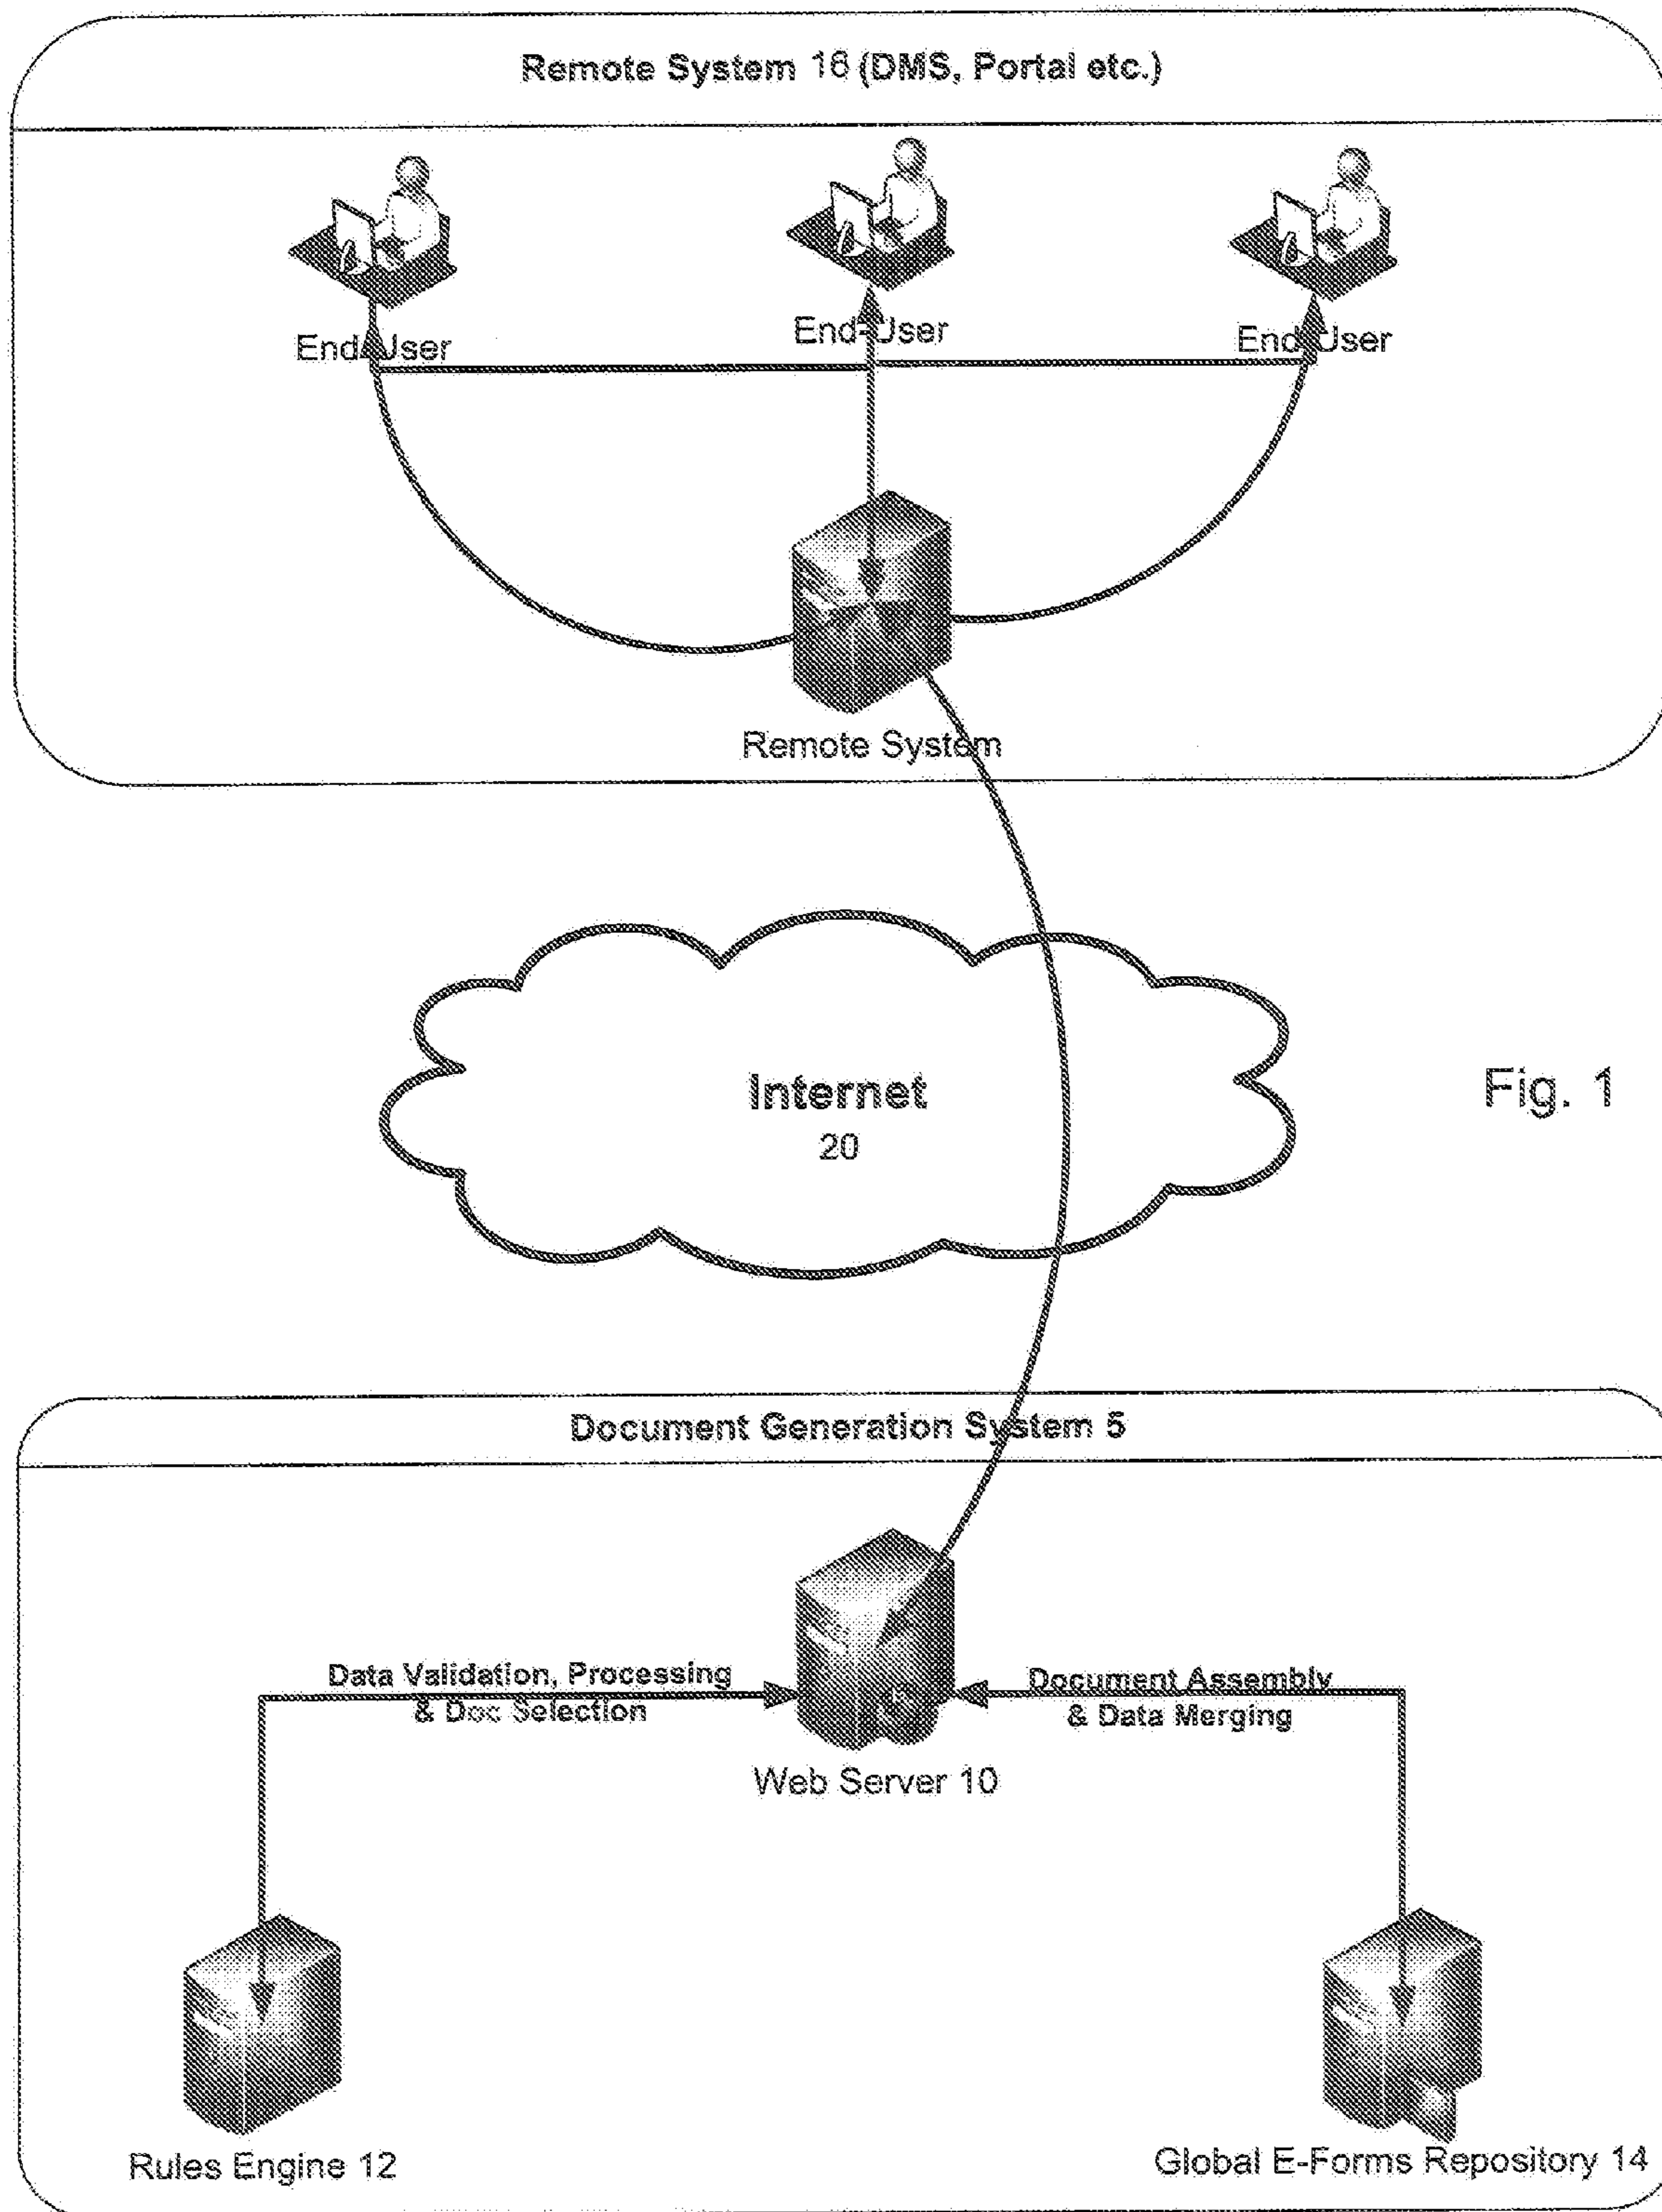 Remote System 16 (DMS, Portal etc.)
End-User
End-User
End-User
Remote System
Internet
20
Fig. 1
Document Generation System 5
Data Validation, Processing
& Doc Selection
Document Assembly
& Data Merging
Web Server 10
Rules Engine 12
Global E-Forms Repository 14